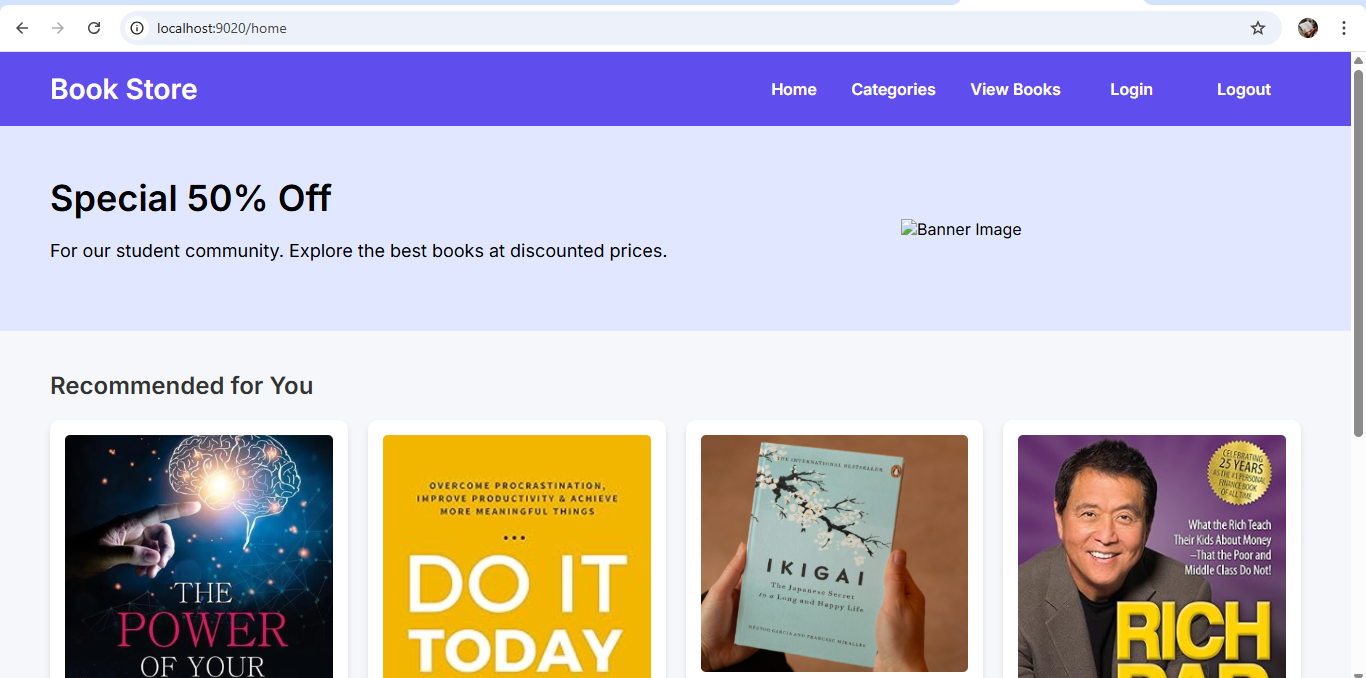 localhost:9020/home
Book Store
Home Categories View Books Login Logout
Special 50% Off
For our student community. Explore the best books at discounted prices.
Banner Image
Recommended for You
THE
POWER
OF YOUR
OVERCOME PROCRASTINATION,
IMPROVE PRODUCTIVITY & ACHIEVE
MORE MEANINGFUL THINGS
DO IT
TODAY
THE INTERNATIONAL BESTSELLER
IKIGAI
The Japanese Secret
to a Long and Happy Life
HÉCTOR GARCÍA AND FRANCESC MIRALLES
CELEBRATING
25 YEARS
AS THE #1 PERSONAL
FINANCE BOOK
OF ALL TIME
What the Rich Teach
Their Kids About Money
–That the Poor and
Middle Class Do Not!
RICH
DAD